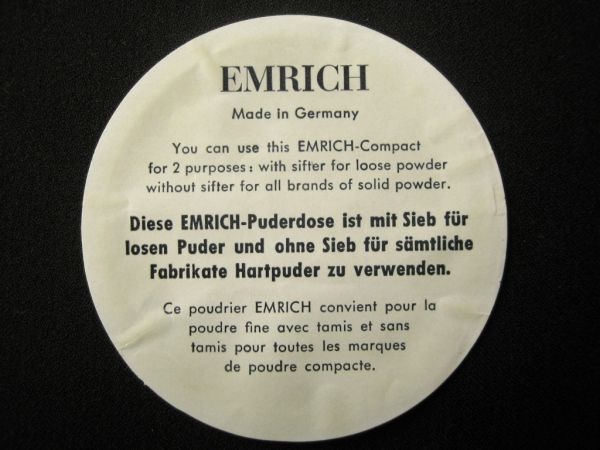 EMRICH
Made in Germany
You can use this EMRICH-Compact
for 2 purposes: with sifter for loose powder
without sifter for all brands of solid powder.
Diese EMRICH-Puderdose ist mit Sieb für
losen Puder und ohne Sieb für sämtliche
Fabrikate Hartpuder zu verwenden.
Ce poudrier EMRICH convient pour la
poudre fine avec tamis et sans
tamis pour toutes les marques
de poudre compacte.